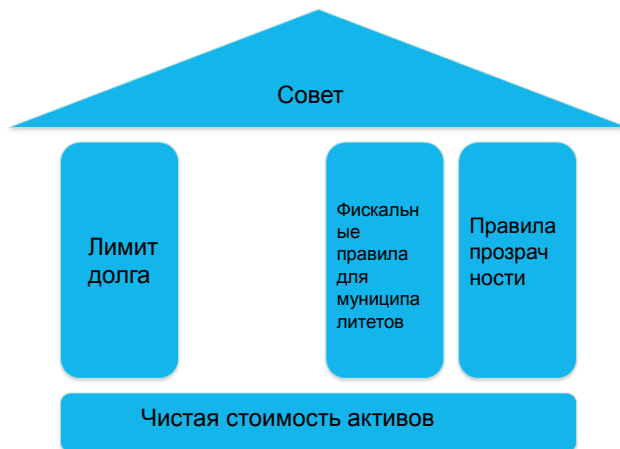 Совет
Лимит
долга
Фискальн
ые
правила
для
муниципа
литетов
Правила
прозрач
ности
Чистая стоимость активов